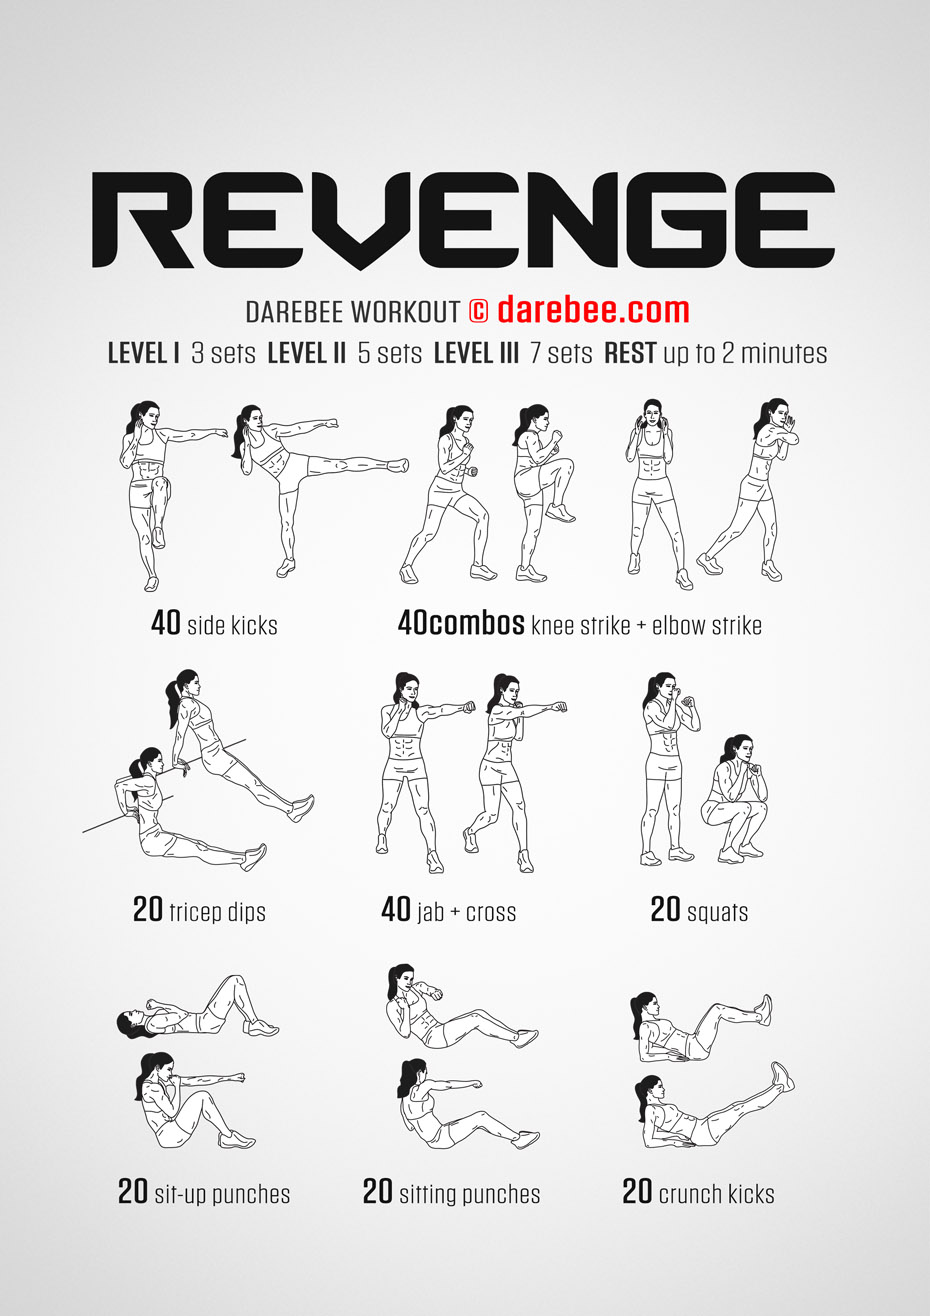 REVENGE
DAREBEE WORKOUT © darebee.com
LEVEL I 3 sets LEVEL II 5 sets LEVEL III 7 sets REST up to 2 minutes
40 side kicks
40combos knee strike + elbow strike
20 tricep dips
40 jab + cross
20 squats
20 sit-up punches
20 sitting punches
20 crunch kicks